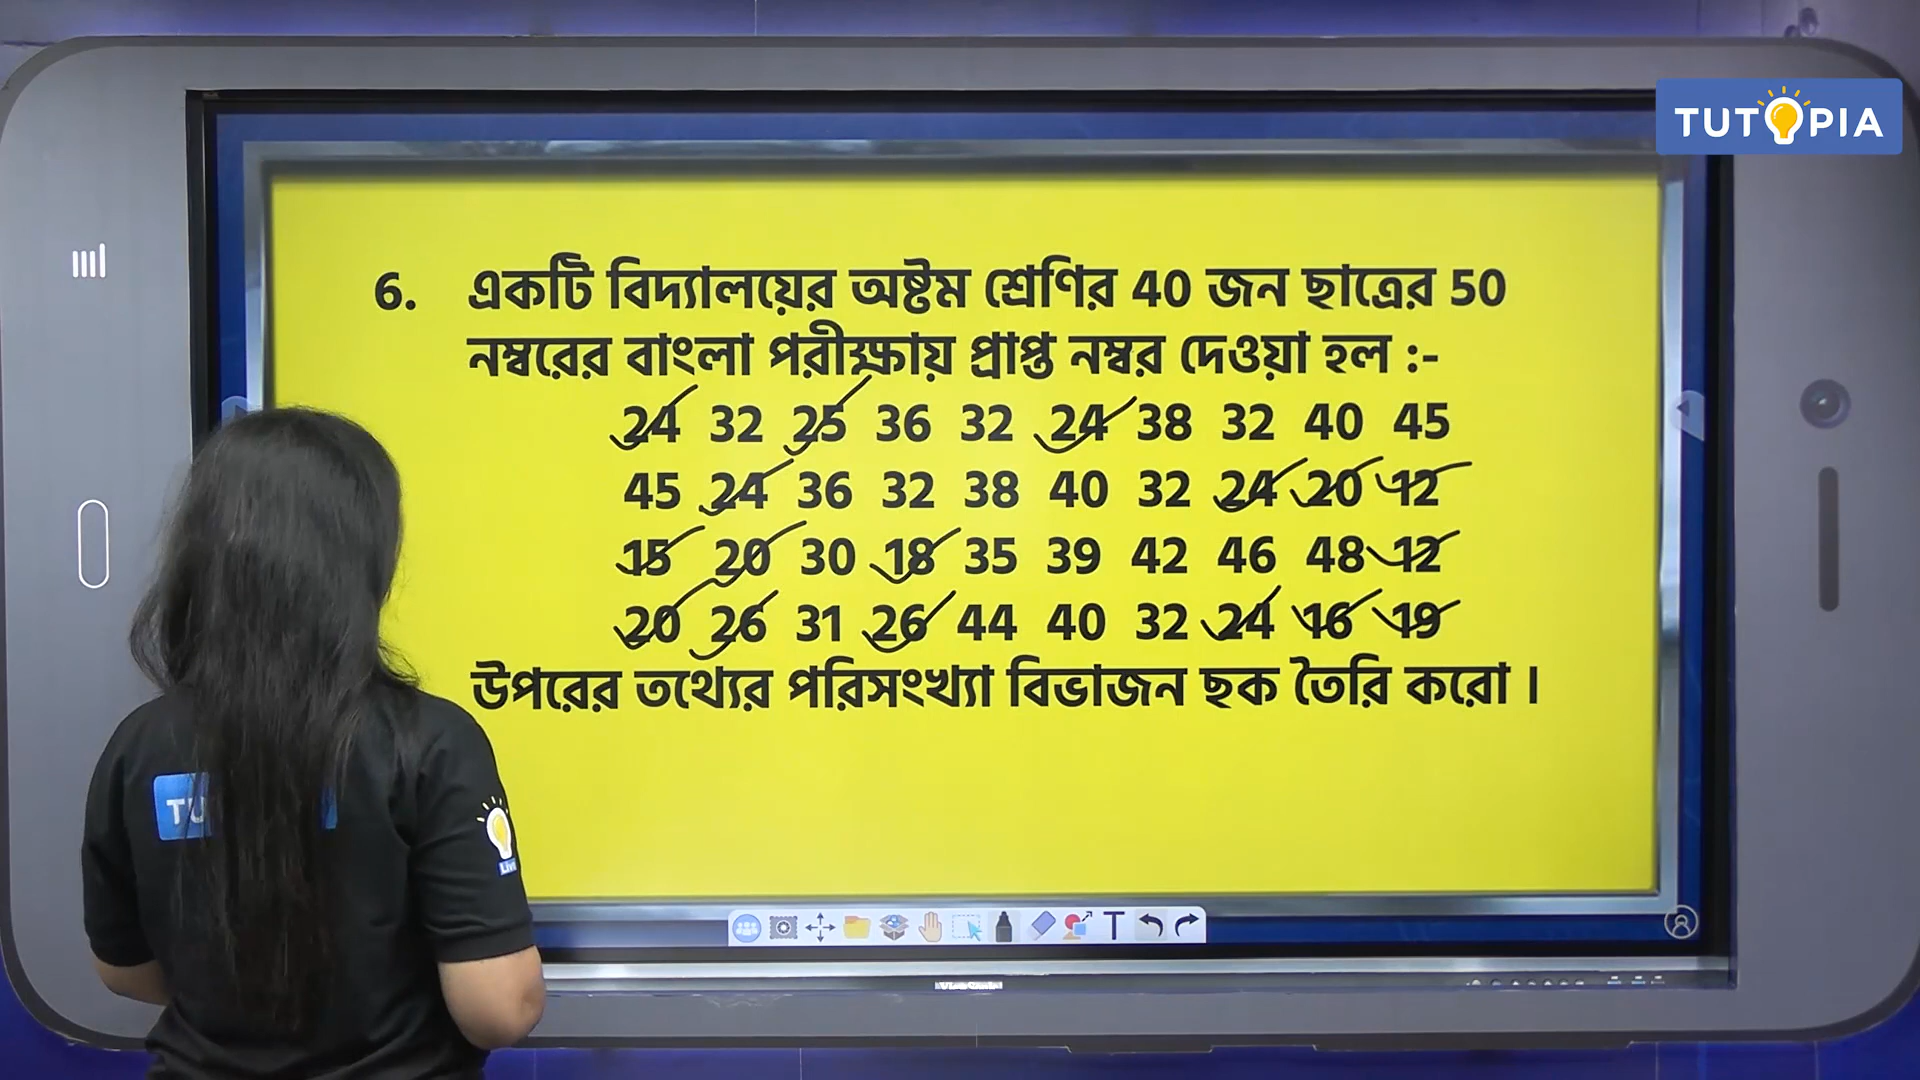 TUTOPIA
6. একটি বিদ্যালয়ের অষ্টম শ্রেণির 40 জন ছাত্রের 50
নম্বরের বাংলা পরীক্ষায় প্রাপ্ত নম্বর দেওয়া হল :-
24 32 25 36 32 24 38 32 40 45
45 24 36 32 38 40 32 24 20 12
15 20 30 18 35 39 42 46 48 12
20 26 31 26 44 40 32 24 16 19
উপরের তথ্যের পরিসংখ্যা বিভাজন ছক তৈরি করো ।
TU
T